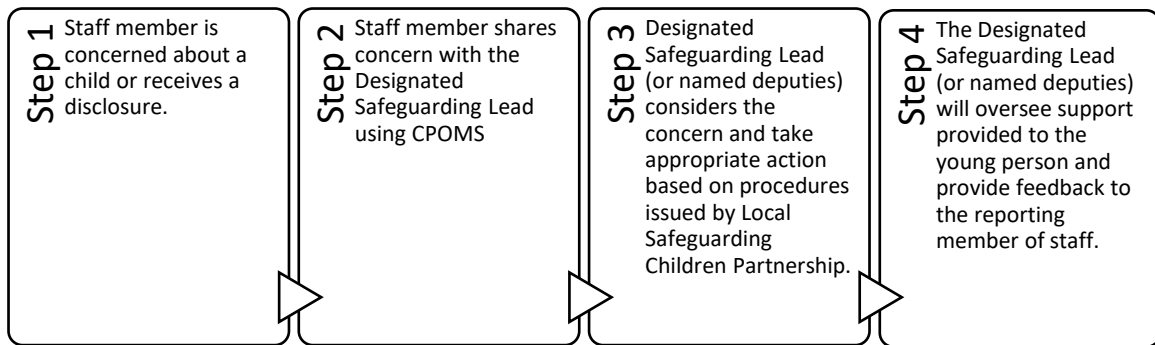 Step 1
Staff member is
concerned about a
child or receives a
disclosure.
Step 2
Staff member shares
concern with the
Designated
Safeguarding Lead
using CPOMS
Step 3
Designated
Safeguarding Lead
(or named deputies)
considers the
concern and take
appropriate action
based on procedures
issued by Local
Safeguarding
Children Partnership.
Step 4
The Designated
Safeguarding Lead
(or named deputies)
will oversee support
provided to the
young person and
provide feedback to
the reporting
member of staff.